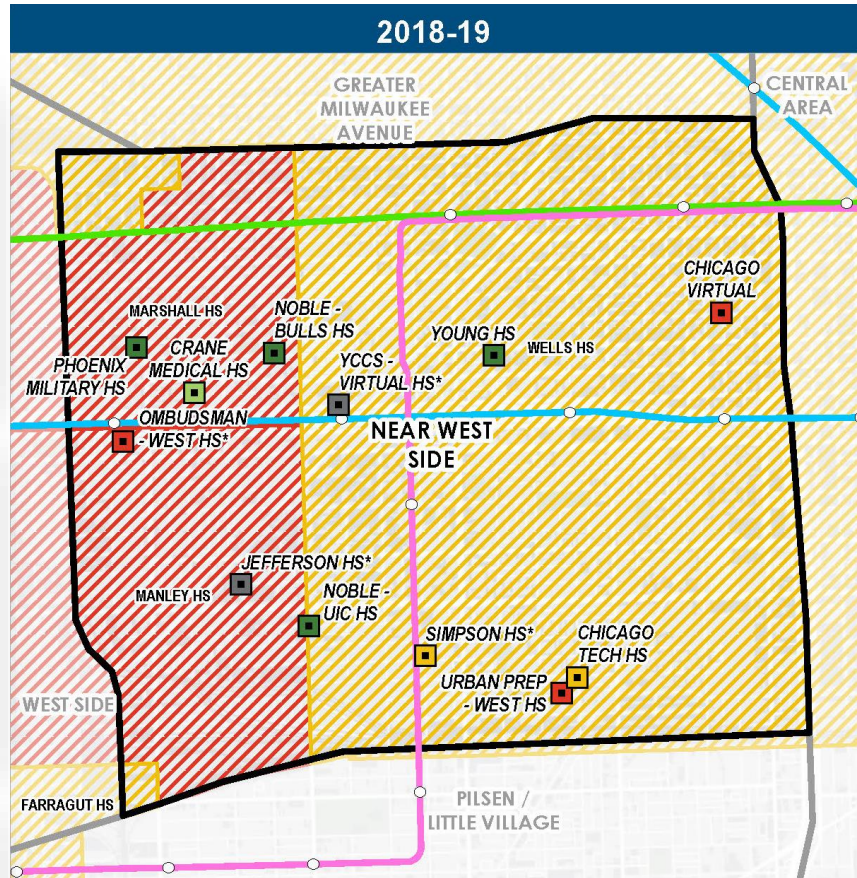 2018-19
GREATER
MILWAUKEE
AVENUE
CENTRAL
AREA
CHICAGO
VIRTUAL
MARSHALL HS
NOBLE -
BULLS HS
PHOENIX
MILITARY HS
CRANE
MEDICAL HS
YCCS -
VIRTUAL HS*
YOUNG HS
WELLS HS
OMBUDSMAN
- WEST HS*
NEAR WEST
SIDE
JEFFERSON HS*
MANLEY HS
NOBLE -
UIC HS
SIMPSON HS*
CHICAGO
TECH HS
URBAN PREP
- WEST HS
WEST SIDE
FARRAGUT HS
PILSEN /
LITTLE VILLAGE